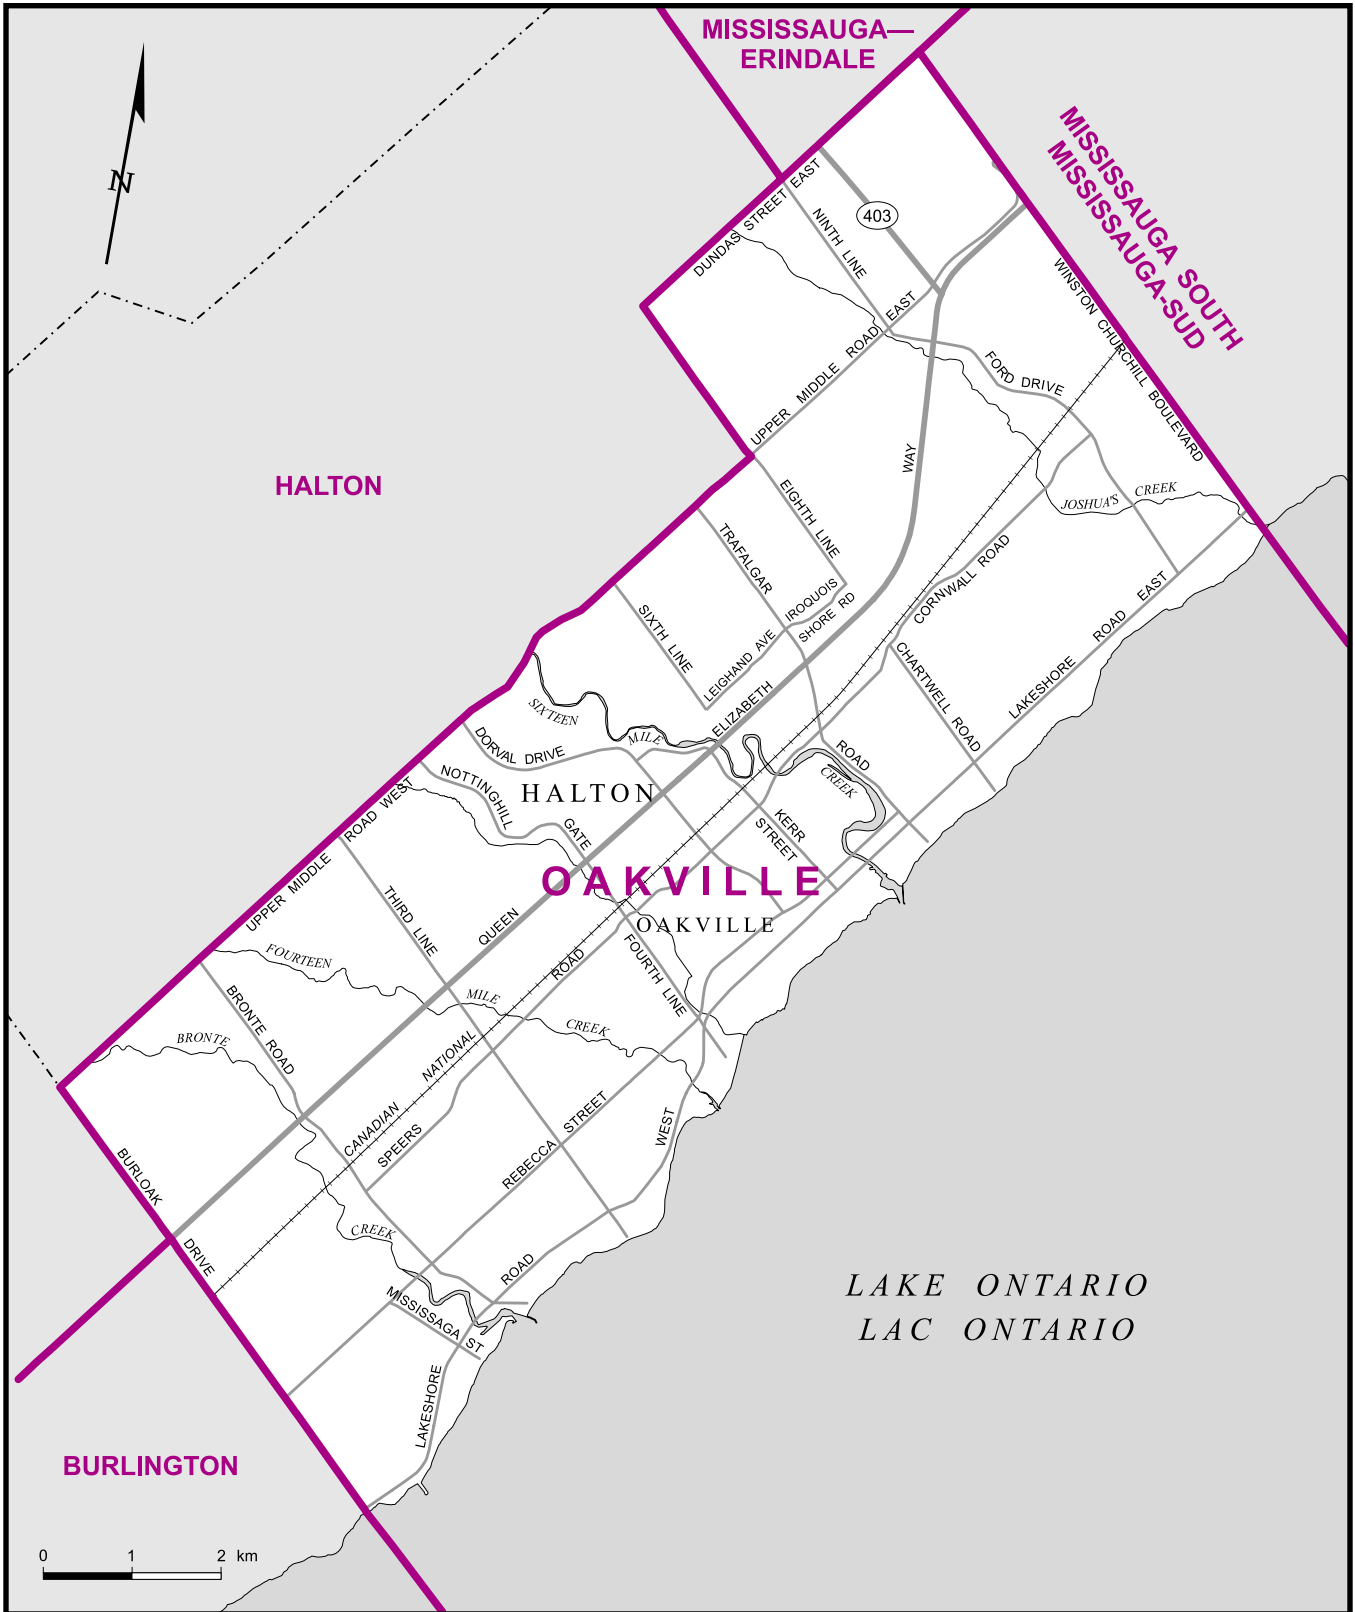 MISSISSAUGA—
ERINDALE
MISSISSAUGA SOUTH
MISSISSAUGA-SUD
N
403
DUNDAS STREET EAST
NINTH LINE
WINSTON CHURCHILL BOULEVARD
UPPER MIDDLE ROAD EAST
FORD DRIVE
HALTON
WAY
EIGHTH LINE
JOSHUA'S CREEK
TRAFALGAR
CORNWALL ROAD
IROQUOIS
SHORE RD
LEIGHAND AVE
SIXTH LINE
LAKESHORE ROAD EAST
CHARTWELL ROAD
ELIZABETH
SIXTEEN
MILE
CREEK
ROAD
DORVAL DRIVE
NOTTINGHILL
GATE
HALTON
KERR
STREET
UPPER MIDDLE ROAD WEST
OAKVILLE
OAKVILLE
THIRD LINE
QUEEN
FOURTH LINE
ROAD
FOURTEEN
MILE
CREEK
BRONTE ROAD
BRONTE
NATIONAL
CANADIAN
SPEERS
REBECCA STREET
WEST
BURLOAK
DRIVE
CREEK
ROAD
MISSISSAGA ST
LAKESHORE
LAKE ONTARIO
LAC ONTARIO
BURLINGTON
0 1 2 km